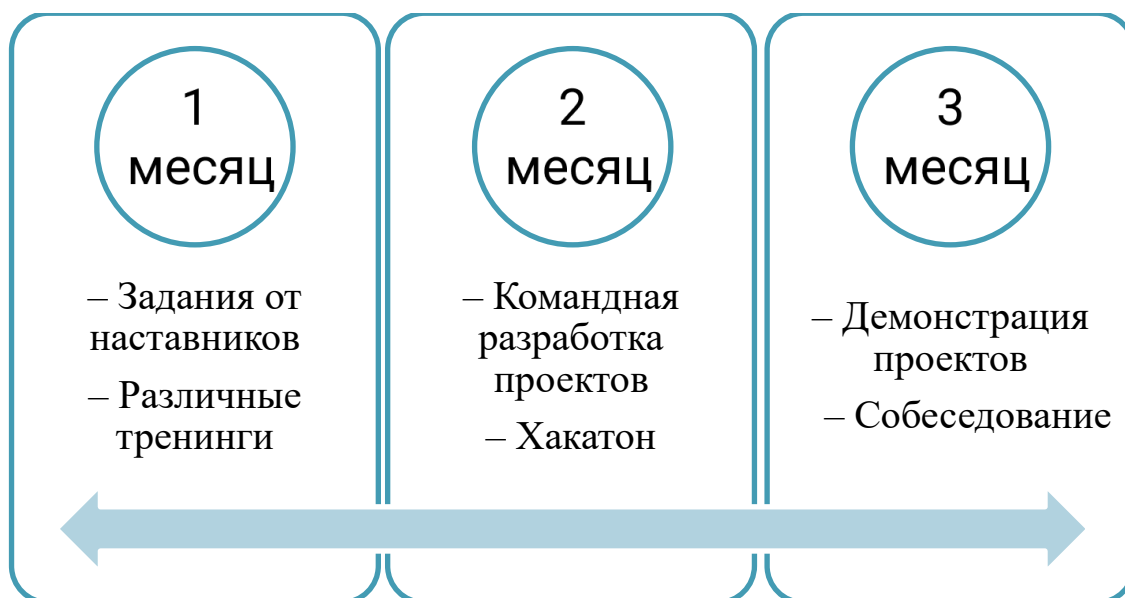 1
месяц
– Задания от
наставников
– Различные
тренинги
2
месяц
– Командная
разработка
проектов
– Хакатон
3
месяц
– Демонстрация
проектов
– Собеседование